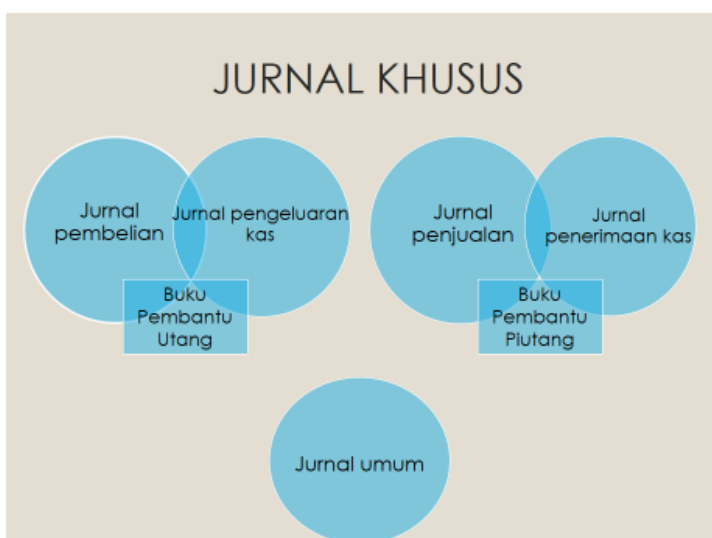 JURNAL KHUSUS
Jurnal
pembelian
Jurnal pengeluaran
kas
Buku
Pembantu
Utang
Jurnal
penjualan
Jurnal
penerimaan kas
Buku
Pembantu
Piutang
Jurnal umum